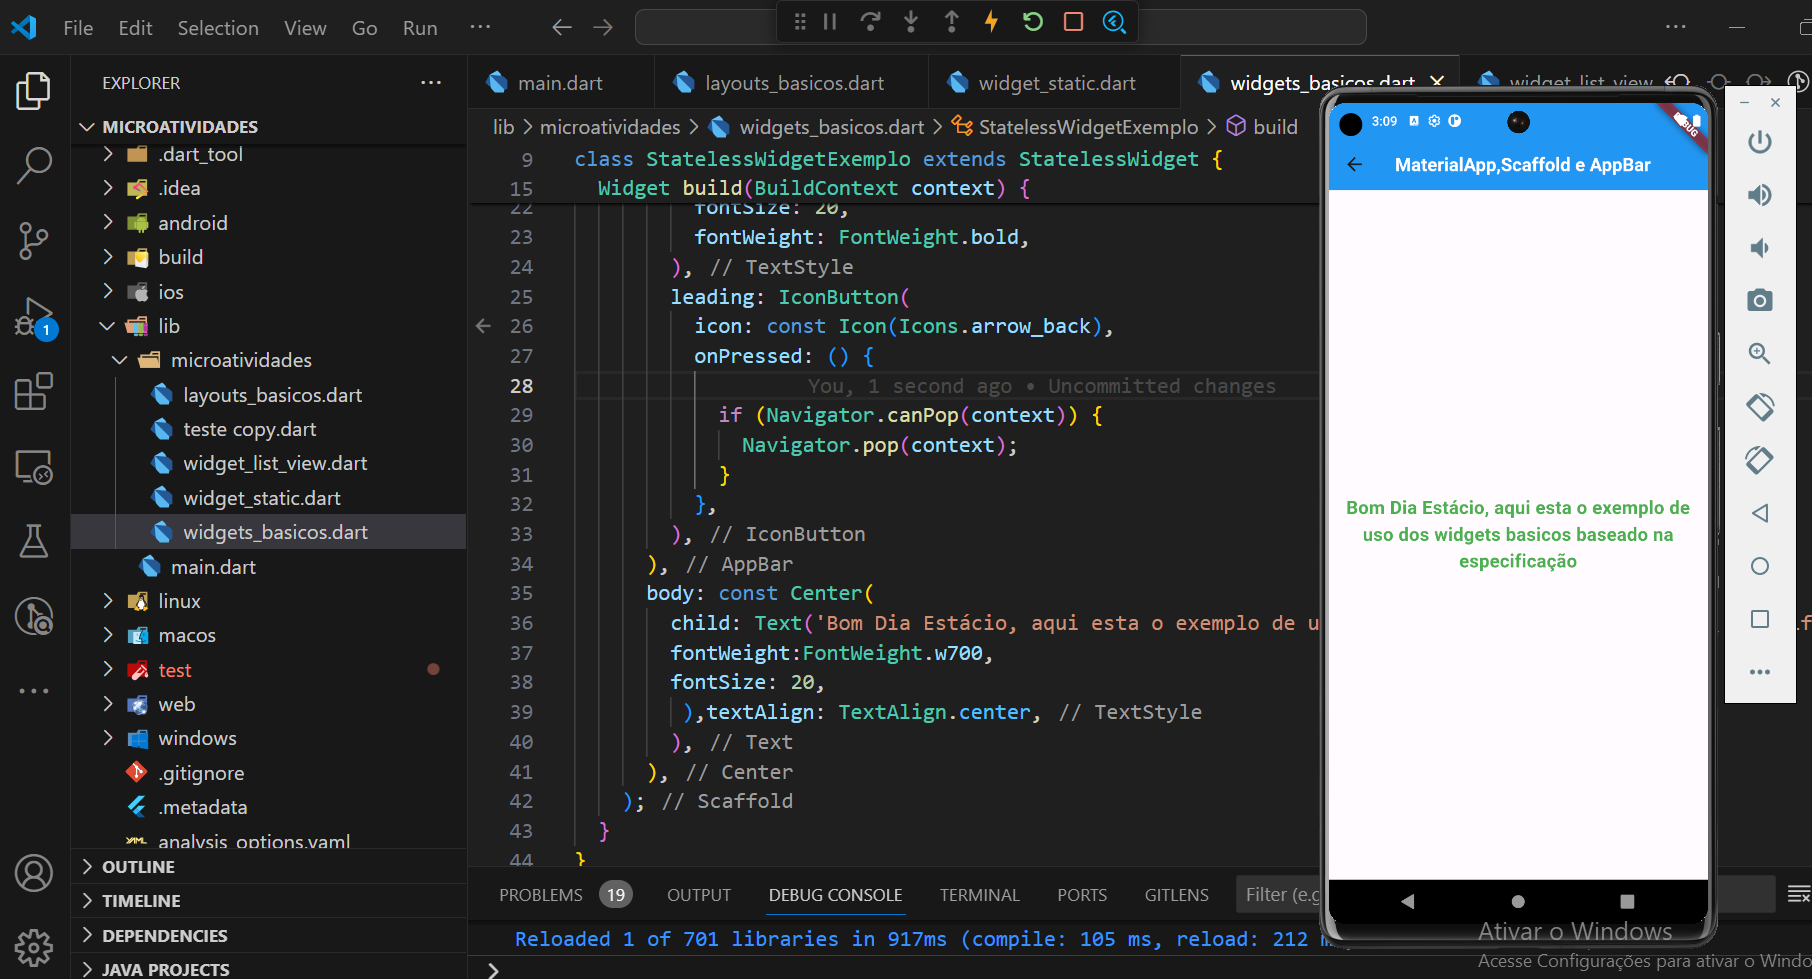 File Edit Selection View Go Run ···
EXPLORER
MICROATIVIDADES
.dart_tool
.idea
android
build
ios
lib
microatividades
layouts_basicos.dart
teste copy.dart
widget_list_view.dart
widget_static.dart
widgets_basicos.dart
main.dart
linux
macos
test
web
windows
.gitignore
.metadata
analysis_options.yaml
OUTLINE
TIMELINE
DEPENDENCIES
JAVA PROJECTS
1
main.dart layouts_basicos.dart widget_static.dart widgets_basicos.dart widget_list_view
lib > microatividades > widgets_basicos.dart > StatelessWidgetExemplo > build
9 class StatelessWidgetExemplo extends StatelessWidget {
15 Widget build(BuildContext context) {
22 fontSize: 20,
23 fontWeight: FontWeight.bold,
24 ), // TextStyle
25 leading: IconButton(
26 icon: const Icon(Icons.arrow_back),
27 onPressed: () {
28 You, 1 second ago • Uncommitted changes
29 if (Navigator.canPop(context)) {
30 Navigator.pop(context);
31 }
32 },
33 ), // IconButton
34 ), // AppBar
35 body: const Center(
36 child: Text('Bom Dia Estácio, aqui esta o exemplo de u
37 fontWeight:FontWeight.w700,
38 fontSize: 20,
39 ),textAlign: TextAlign.center, // TextStyle
40 ), // Text
41 ), // Center
42 ); // Scaffold
43 }
44 }
PROBLEMS 19 OUTPUT DEBUG CONSOLE TERMINAL PORTS GITLENS Filter (e.g
Reloaded 1 of 701 libraries in 917ms (compile: 105 ms, reload: 212 m
3:09
DEBUG
MaterialApp,Scaffold e AppBar
Bom Dia Estácio, aqui esta o exemplo de
uso dos widgets basicos baseado na
especificação
Ativar o Windows
Acesse Configurações para ativar o Windo